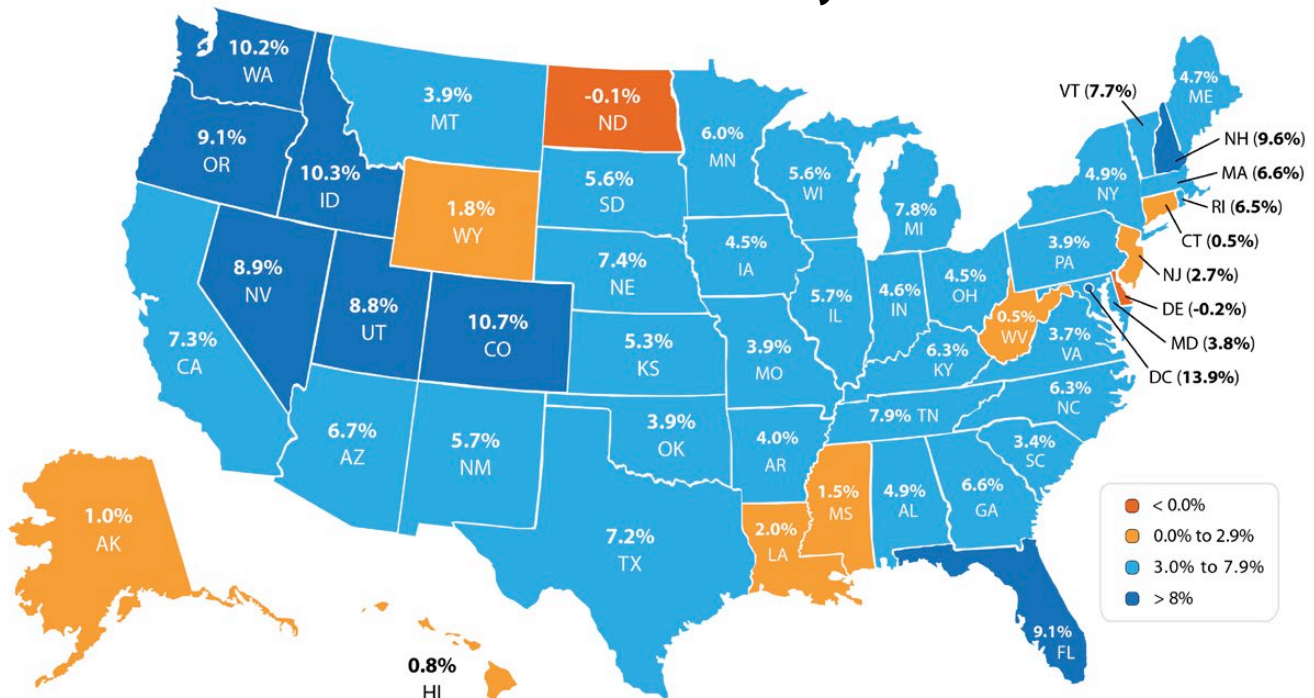 10.2%
WA
9.1%
OR
10.3%
ID
3.9%
MT
-0.1%
ND
6.0%
MN
5.6%
WI
7.8%
MI
VT (7.7%)
4.7%
ME
NH (9.6%)
4.9%
NY
MA (6.6%)
RI (6.5%)
CT (0.5%)
1.8%
WY
5.6%
SD
4.5%
IA
3.9%
PA
NJ (2.7%)
DE (-0.2%)
MD (3.8%)
DC (13.9%)
8.9%
NV
8.8%
UT
10.7%
CO
7.4%
NE
5.7%
IL
4.6%
IN
4.5%
OH
0.5%
WV
3.7%
VA
7.3%
CA
5.3%
KS
3.9%
MO
6.3%
KY
6.3%
NC
6.7%
AZ
5.7%
NM
3.9%
OK
4.0%
AR
7.9% TN
3.4%
SC
7.2%
TX
2.0%
LA
1.5%
MS
4.9%
AL
6.6%
GA
9.1%
FL
1.0%
AK
0.8%
HI
< 0.0%
0.0% to 2.9%
3.0% to 7.9%
> 8%